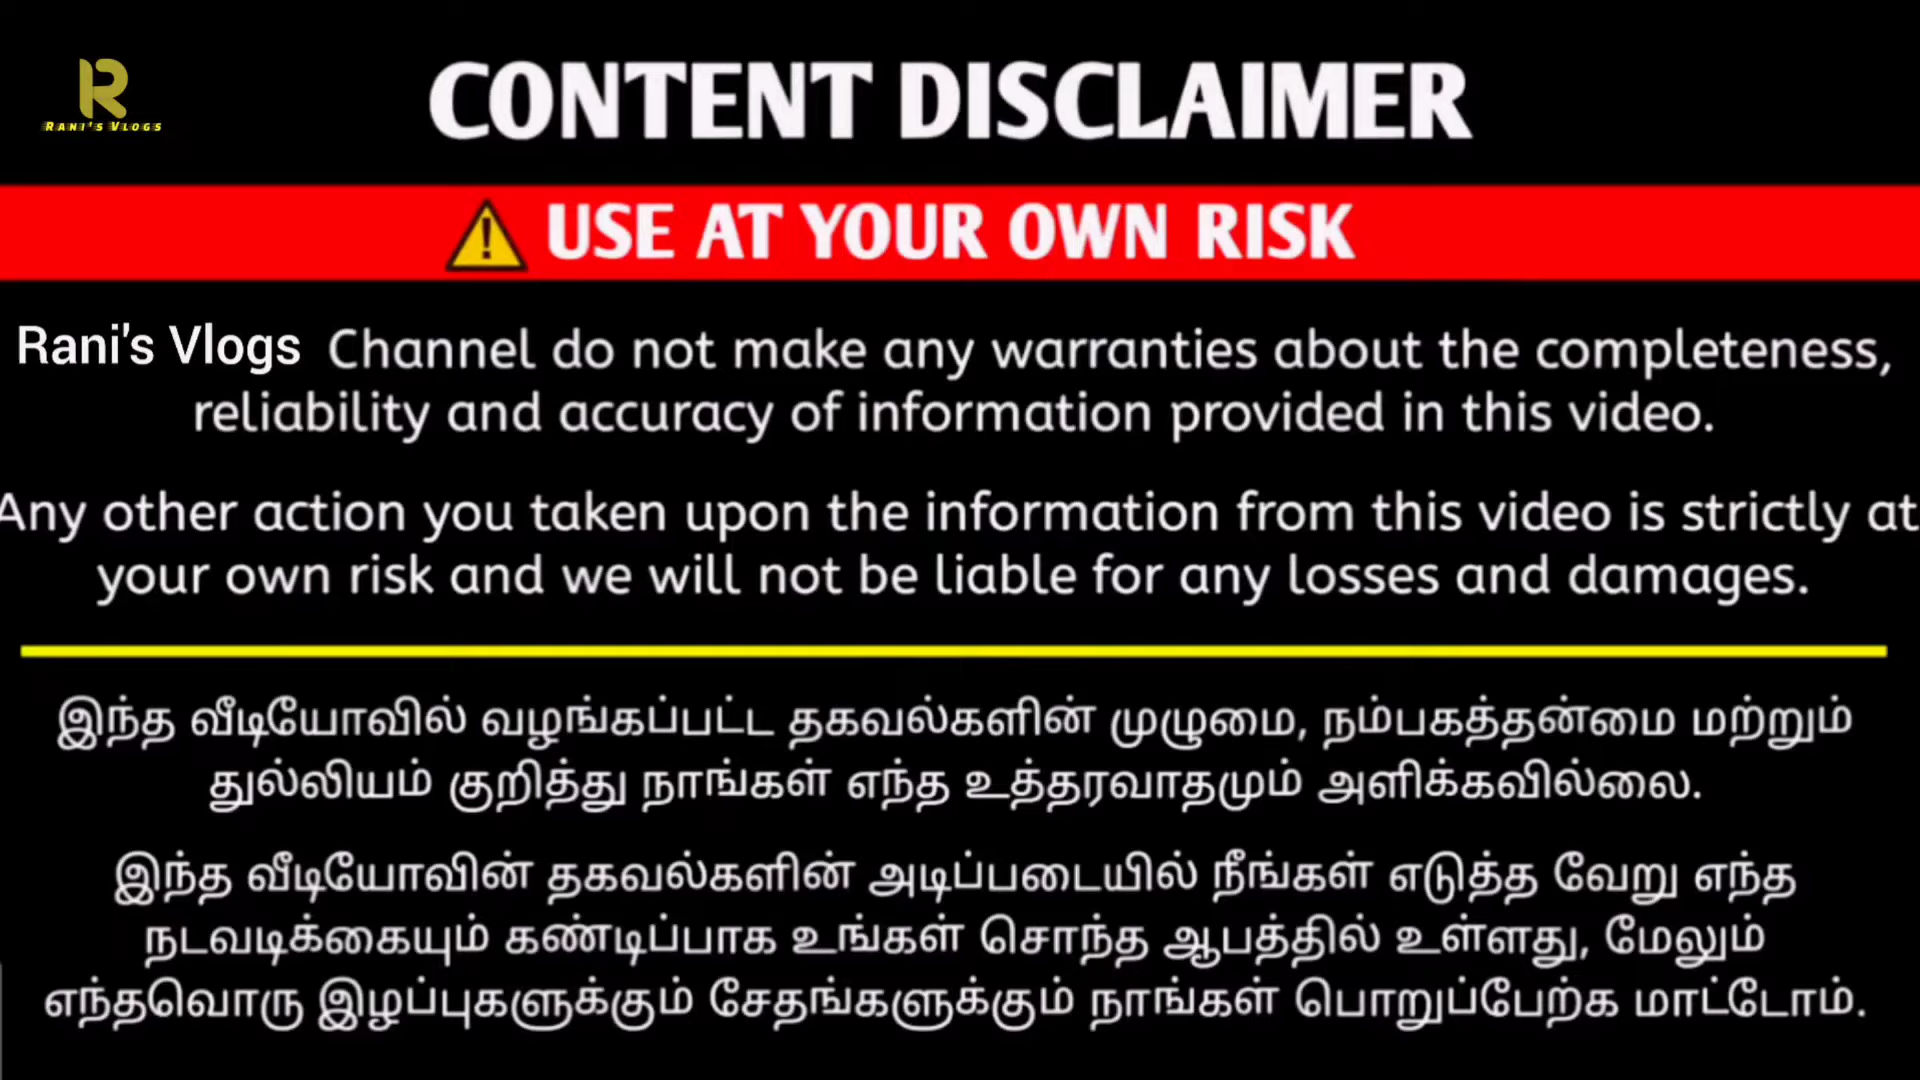 R
RANI'S VLOGS
CONTENT DISCLAIMER
⚠ USE AT YOUR OWN RISK
Rani's Vlogs Channel do not make any warranties about the completeness,
reliability and accuracy of information provided in this video.
Any other action you taken upon the information from this video is strictly at
your own risk and we will not be liable for any losses and damages.
இந்த வீடியோவில் வழங்கப்பட்ட தகவல்களின் முழுமை, நம்பகத்தன்மை மற்றும்
துல்லியம் குறித்து நாங்கள் எந்த உத்தரவாதமும் அளிக்கவில்லை.
இந்த வீடியோவின் தகவல்களின் அடிப்படையில் நீங்கள் எடுத்த வேறு எந்த
நடவடிக்கையும் கண்டிப்பாக உங்கள் சொந்த ஆபத்தில் உள்ளது, மேலும்
எந்தவொரு இழப்புகளுக்கும் சேதங்களுக்கும் நாங்கள் பொறுப்பேற்க மாட்டோம்.